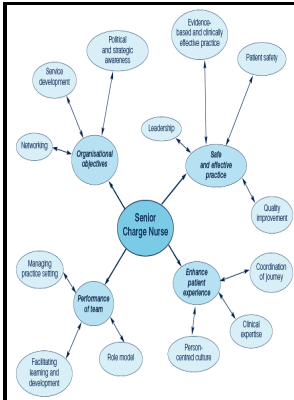 Evidence-
based and clinically
effective practice
Political
and strategic
awareness
Patient safety
Service
development
Leadership
Networking
Organisational
objectives
Safe
and effective
practice
Senior
Charge Nurse
Quality
improvement
Managing
practice setting
Enhance
patient
experience
Coordination
of journey
Performance
of team
Clinical
expertise
Facilitating
learning and
development
Role model
Person-
centred culture